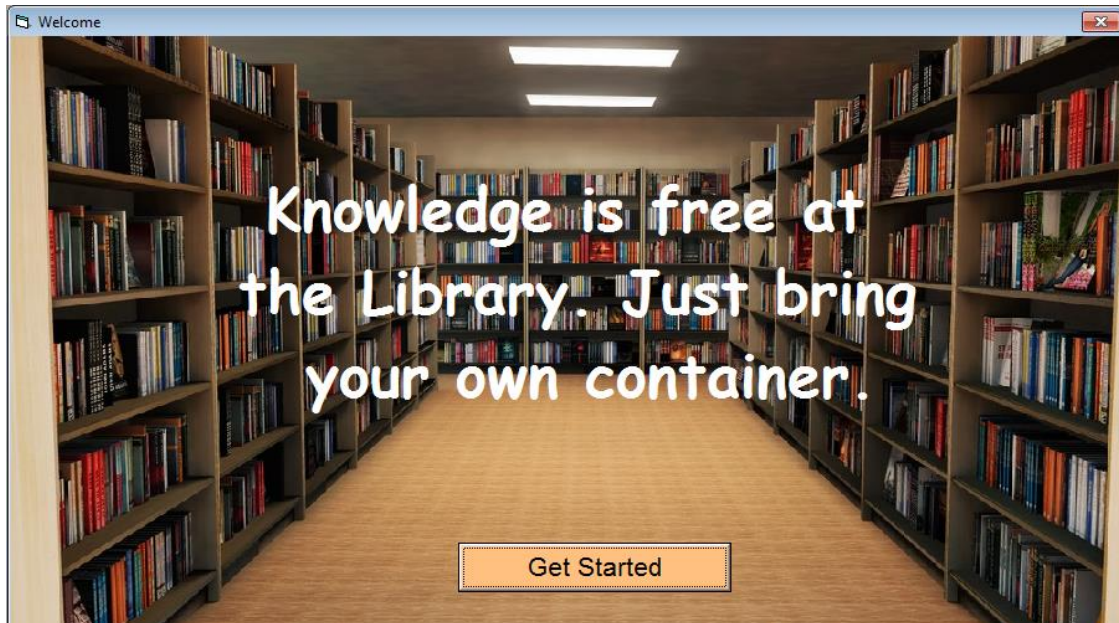 Welcome
Knowledge is free at
the Library. Just bring
your own container.
Get Started